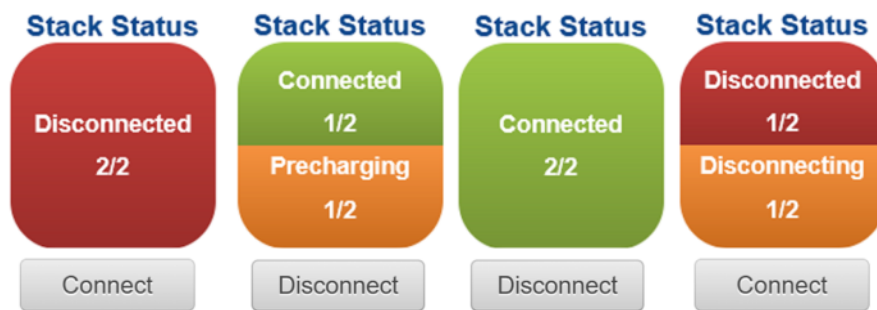 Stack Status
Disconnected
2/2
Connect
Stack Status
Connected
1/2
Precharging
1/2
Disconnect
Stack Status
Connected
2/2
Disconnect
Stack Status
Disconnected
1/2
Disconnecting
1/2
Connect